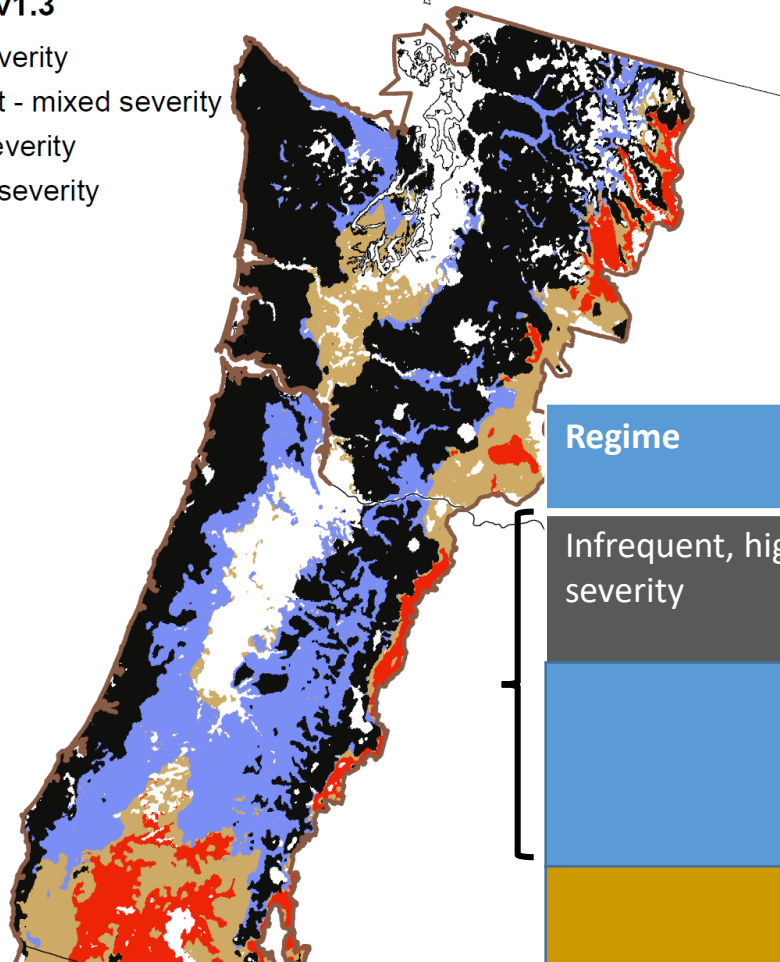 v1.3
verity
t - mixed severity
everity
severity
Regime
Infrequent, hig
severity